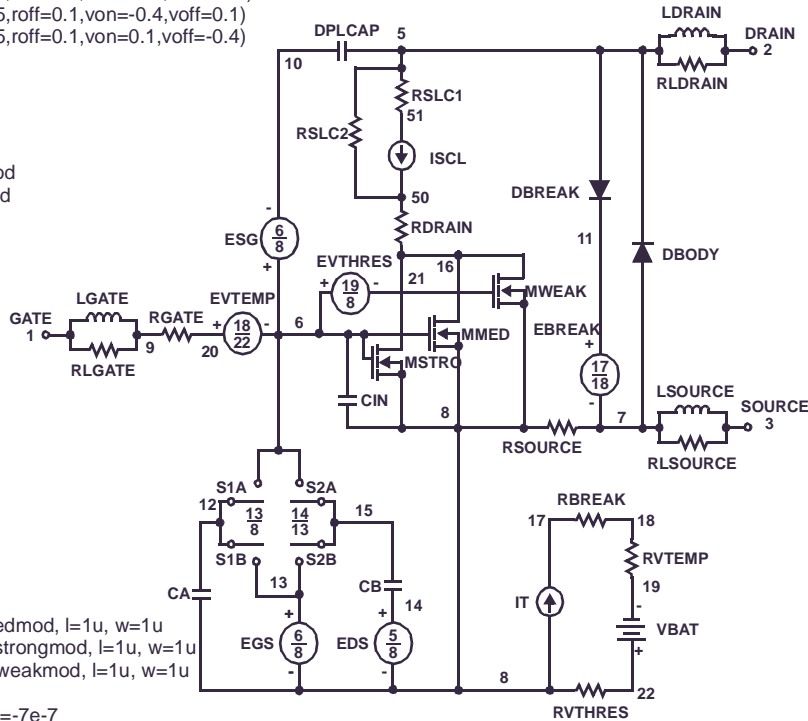 5,roff=0.1,von=-0.4,voff=0.1)
5,roff=0.1,von=0.1,voff=-0.4)
LDRAIN
DPLCAP
5
DRAIN
2
10
RLDRAIN
RSLC1
51
RSLC2
ISCL
od
d
50
DBREAK
RDRAIN
ESG
6
8
-
+
11
DBODY
EVTHRES
16
21
+
19
8
-
MWEAK
LGATE
EVTEMP
GATE
1
RGATE
+
18
22
-
6
EBREAK
MMED
9
20
RLGATE
MSTRO
+
17
18
-
LSOURCE
CIN
8
7
SOURCE
3
RSOURCE
RLSOURCE
S1A
S2A
12
13
8
14
13
15
RBREAK
17
18
S1B
S2B
RVTEMP
13
CB
19
CA
IT
-
14
+
+
VBAT
edmod, l=1u, w=1u
strongmod, l=1u, w=1u
weakmod, l=1u, w=1u
EGS
6
8
EDS
5
8
+
-
-
8
22
=-7e-7
RVTHRES